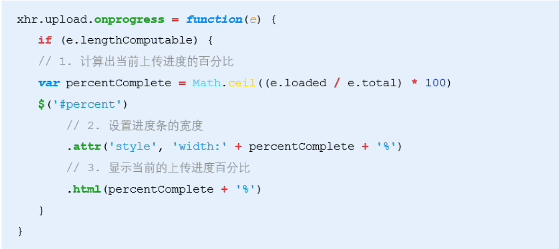 xhr.upload.onprogress = function(e) {
if (e.lengthComputable) {
// 1. 计算出当前上传进度的百分比
var percentComplete = Math.ceil((e.loaded / e.total) * 100)
$('#percent')
// 2. 设置进度条的宽度
.attr('style', 'width:' + percentComplete + '%')
// 3. 显示当前的上传进度百分比
.html(percentComplete + '%')
}
}